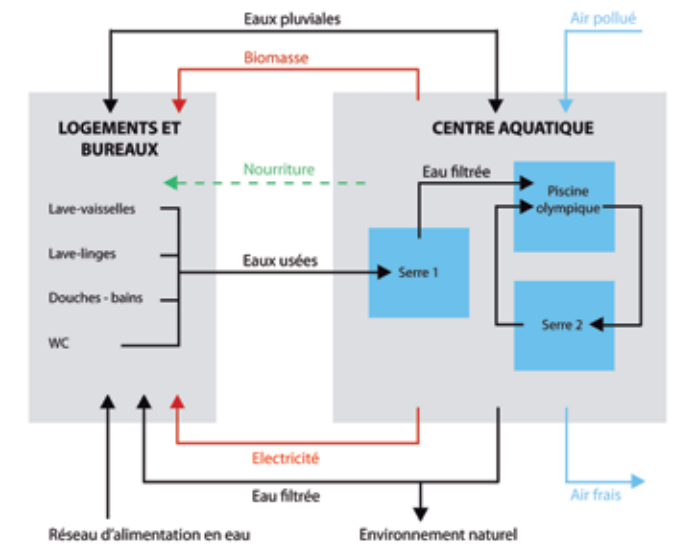 Eaux pluviales
Air pollué
Biomasse
LOGEMENTS ET
BUREAUX
CENTRE AQUATIQUE
Nourriture
Eau filtrée
Piscine
olympique
Lave-vaisselles
Lave-linges
Eaux usées
Serre 1
Douches - bains
Serre 2
WC
Electricité
Eau filtrée
Air frais
Réseau d'alimentation en eau
Environnement naturel